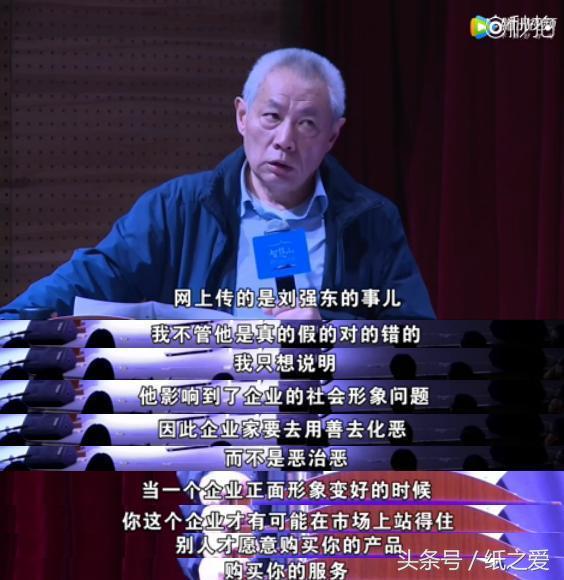 秒拍
网上传的是刘强东的事儿
我不管他是真的假的对的错的
我只想说明
他影响到了企业的社会形象问题
因此企业家要去用善去化恶
而不是恶治恶
当一个企业正面形象变好的时候
你这个企业才有可能在市场上站得住
别人才愿意购买你的产品
购买你的服务
头条号／纸之爱